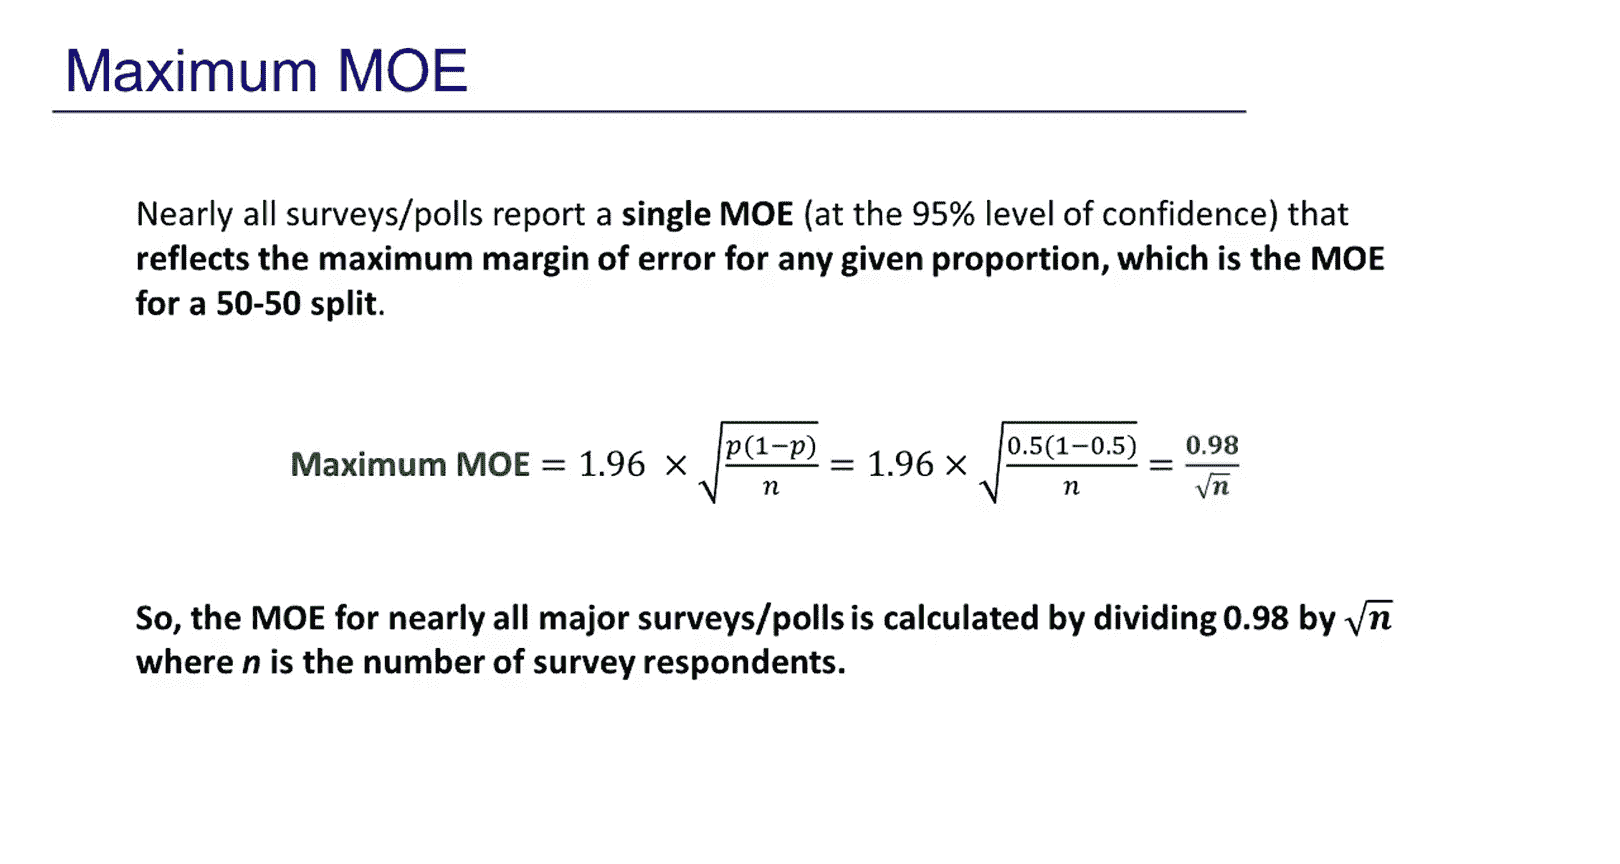 Maximum MOE
Nearly all surveys/polls report a single MOE (at the 95% level of confidence) that
reflects the maximum margin of error for any given proportion, which is the MOE
for a 50-50 split.
Maximum MOE = 1.96 × √(p(1−p)/n) = 1.96 × √(0.5(1−0.5)/n) = 0.98/√n
So, the MOE for nearly all major surveys/polls is calculated by dividing 0.98 by √n
where n is the number of survey respondents.